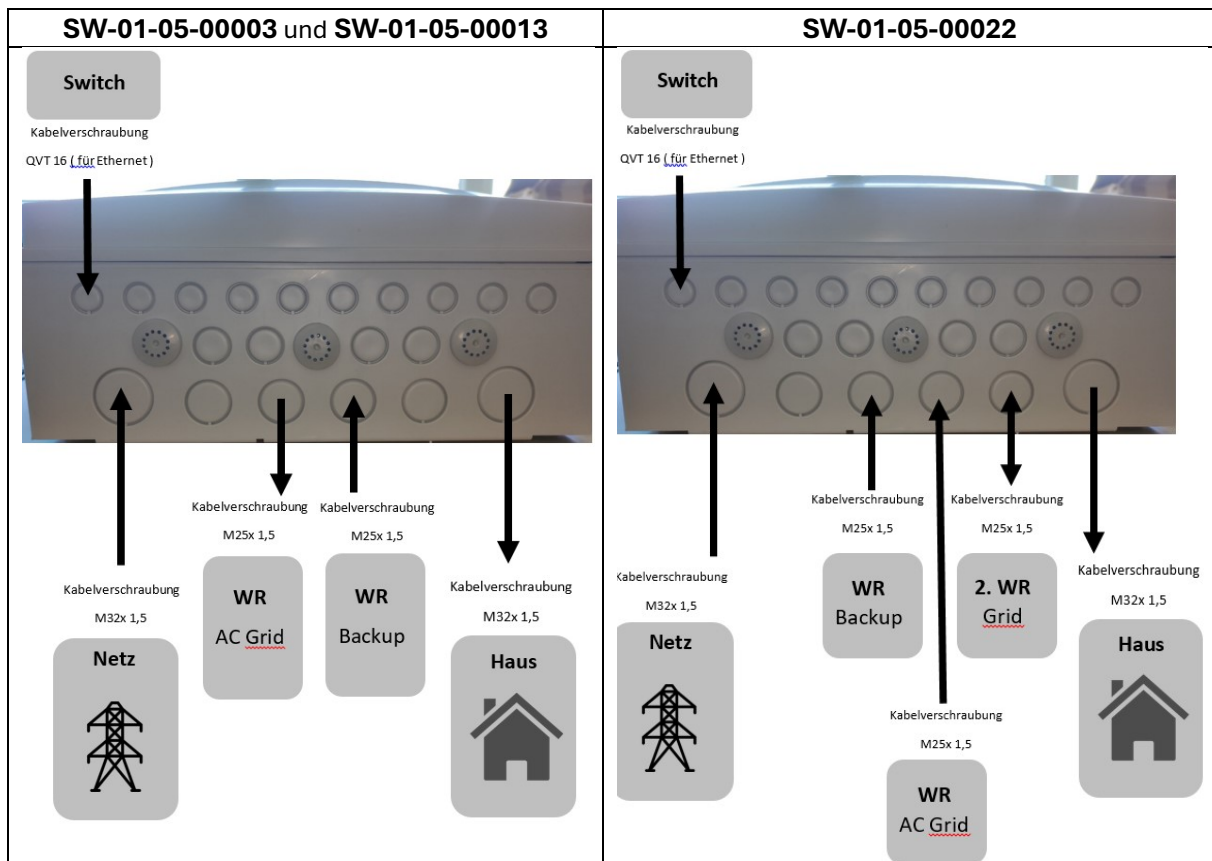 SW-01-05-00003 und SW-01-05-00013
Switch
Kabelverschraubung
QVT 16 ( für Ethernet )
Kabelverschraubung
M25x 1,5
Kabelverschraubung
M25x 1,5
Kabelverschraubung
M32x 1,5
WR
AC Grid
WR
Backup
Kabelverschraubung
M32x 1,5
Netz
Haus
SW-01-05-00022
Switch
Kabelverschraubung
QVT 16 ( für Ethernet )
Kabelverschraubung
M25x 1,5
Kabelverschraubung
M25x 1,5
Kabelverschraubung
M32x 1,5
WR
Backup
2. WR
Grid
Kabelverschraubung
M32x 1,5
Netz
Haus
Kabelverschraubung
M25x 1,5
WR
AC Grid